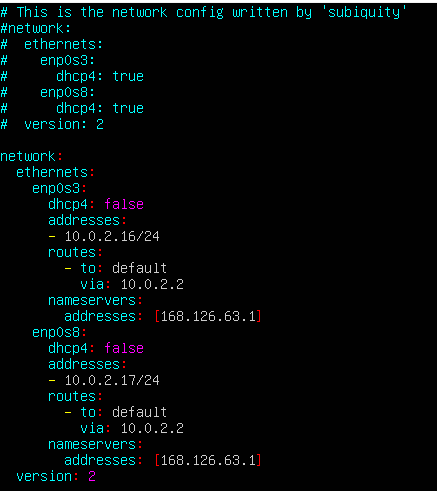 # This is the network config written by 'subiquity'
#network:
#  ethernets:
#    enp0s3:
#      dhcp4: true
#    enp0s8:
#      dhcp4: true
#  version: 2

network:
  ethernets:
    enp0s3:
      dhcp4: false
      addresses:
      - 10.0.2.16/24
      routes:
        - to: default
          via: 10.0.2.2
      nameservers:
        addresses: [168.126.63.1]
    enp0s8:
      dhcp4: false
      addresses:
      - 10.0.2.17/24
      routes:
        - to: default
          via: 10.0.2.2
      nameservers:
        addresses: [168.126.63.1]
  version: 2